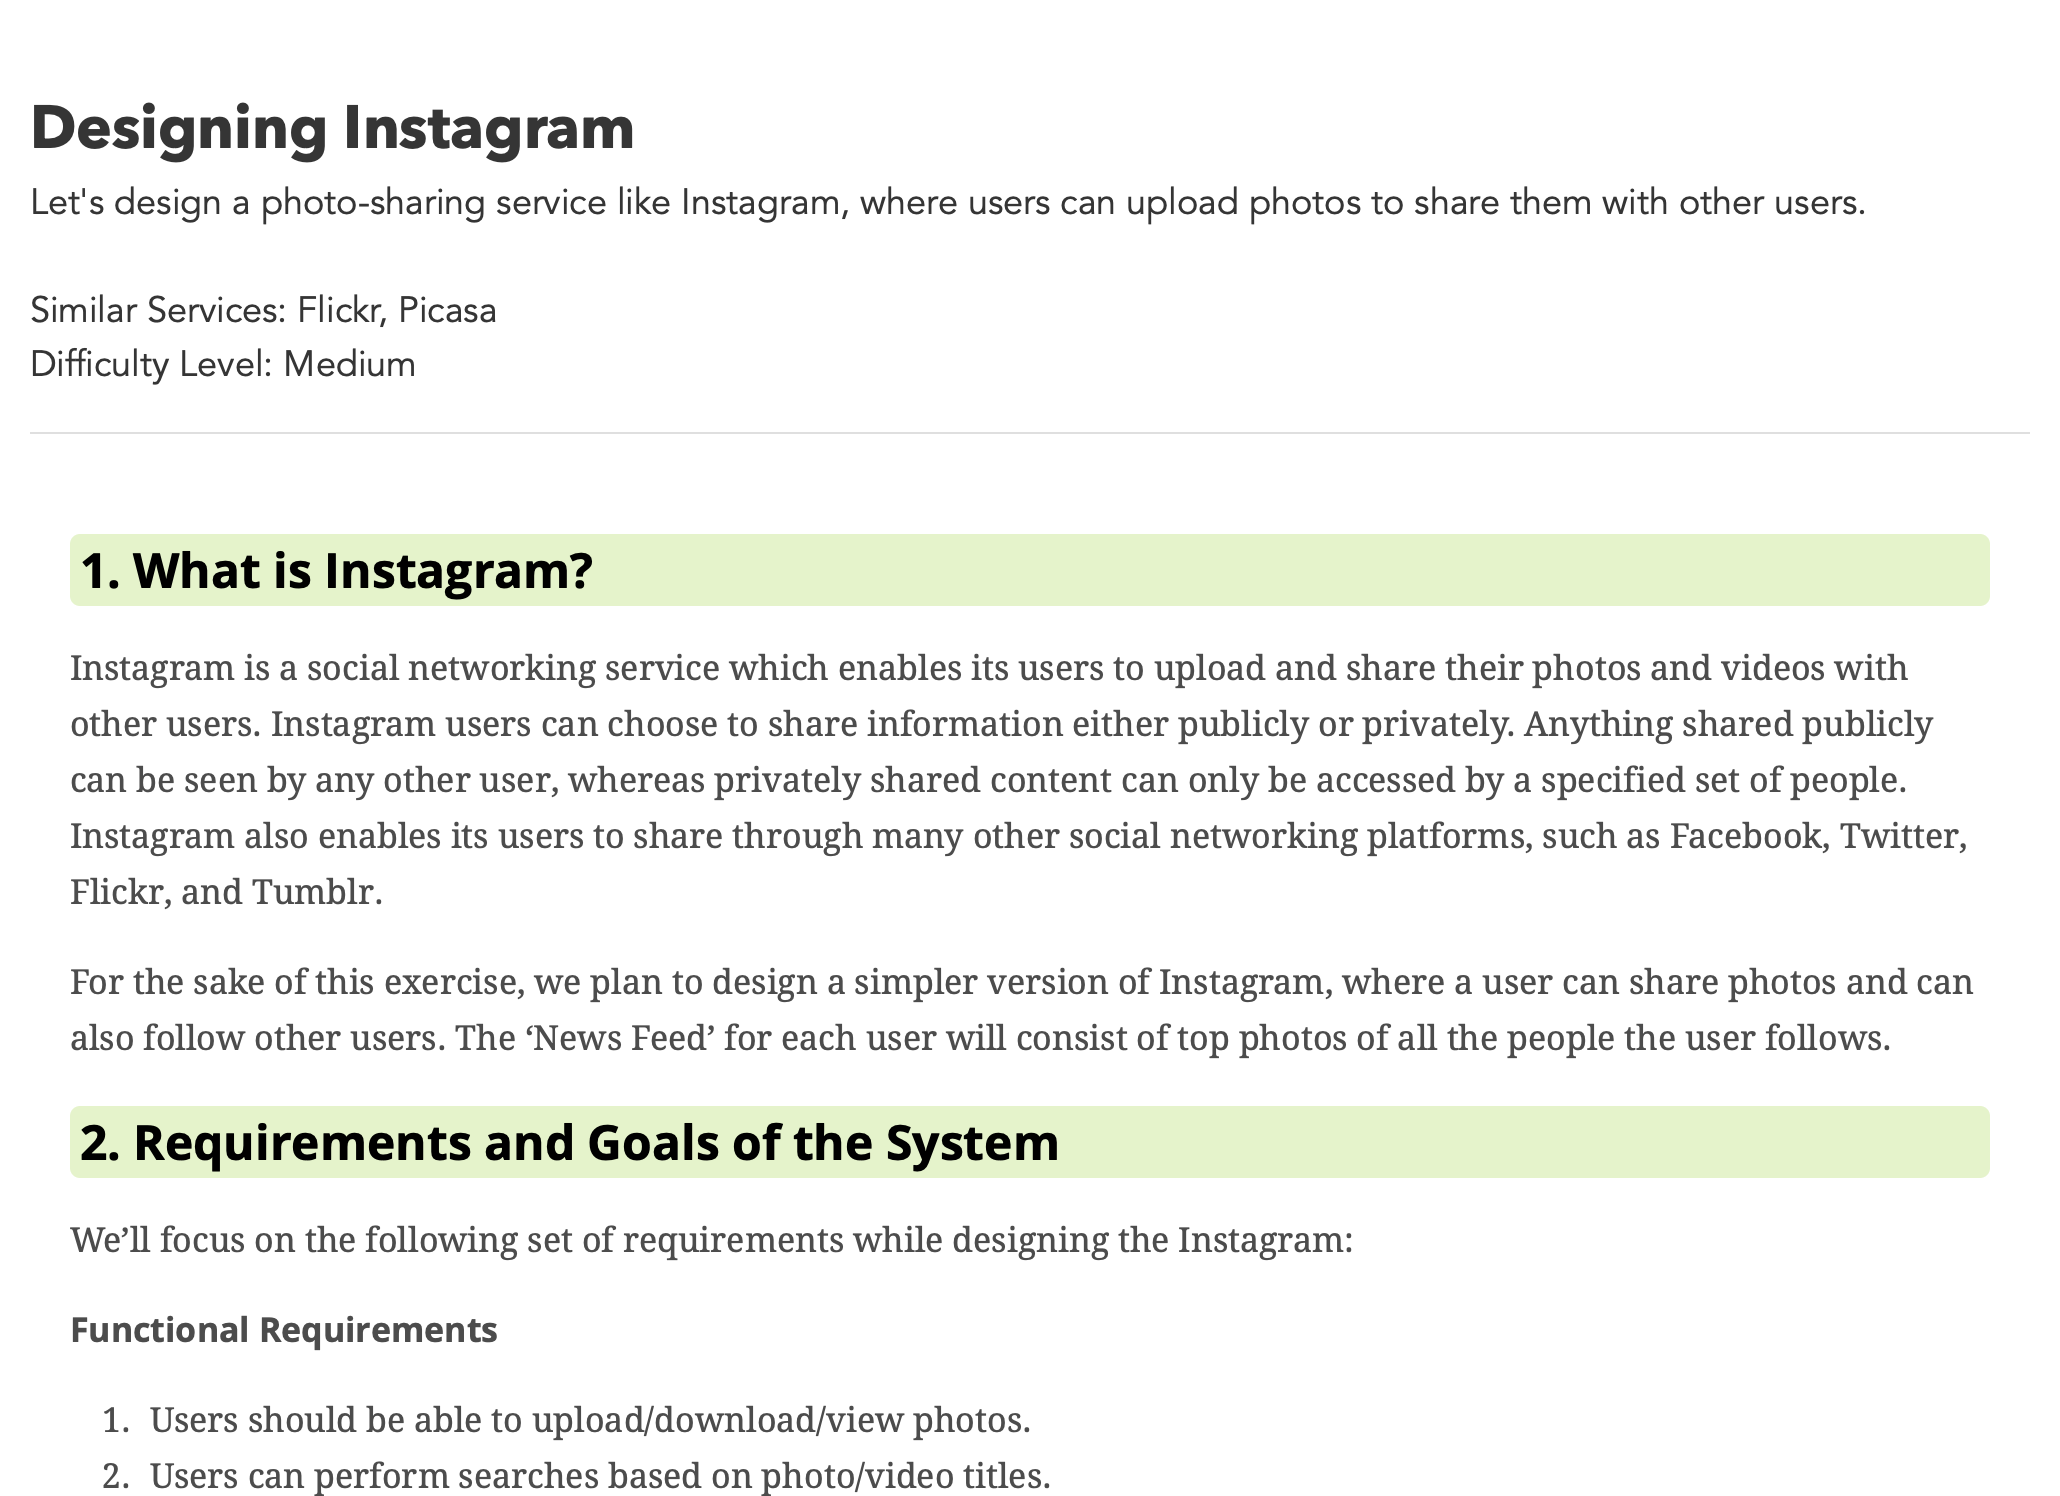 Designing Instagram
Let's design a photo-sharing service like Instagram, where users can upload photos to share them with other users.
Similar Services: Flickr, Picasa
Difficulty Level: Medium
1. What is Instagram?
Instagram is a social networking service which enables its users to upload and share their photos and videos with
other users. Instagram users can choose to share information either publicly or privately. Anything shared publicly
can be seen by any other user, whereas privately shared content can only be accessed by a specified set of people.
Instagram also enables its users to share through many other social networking platforms, such as Facebook, Twitter,
Flickr, and Tumblr.
For the sake of this exercise, we plan to design a simpler version of Instagram, where a user can share photos and can
also follow other users. The ‘News Feed’ for each user will consist of top photos of all the people the user follows.
2. Requirements and Goals of the System
We’ll focus on the following set of requirements while designing the Instagram:
Functional Requirements
1. Users should be able to upload/download/view photos.
2. Users can perform searches based on photo/video titles.